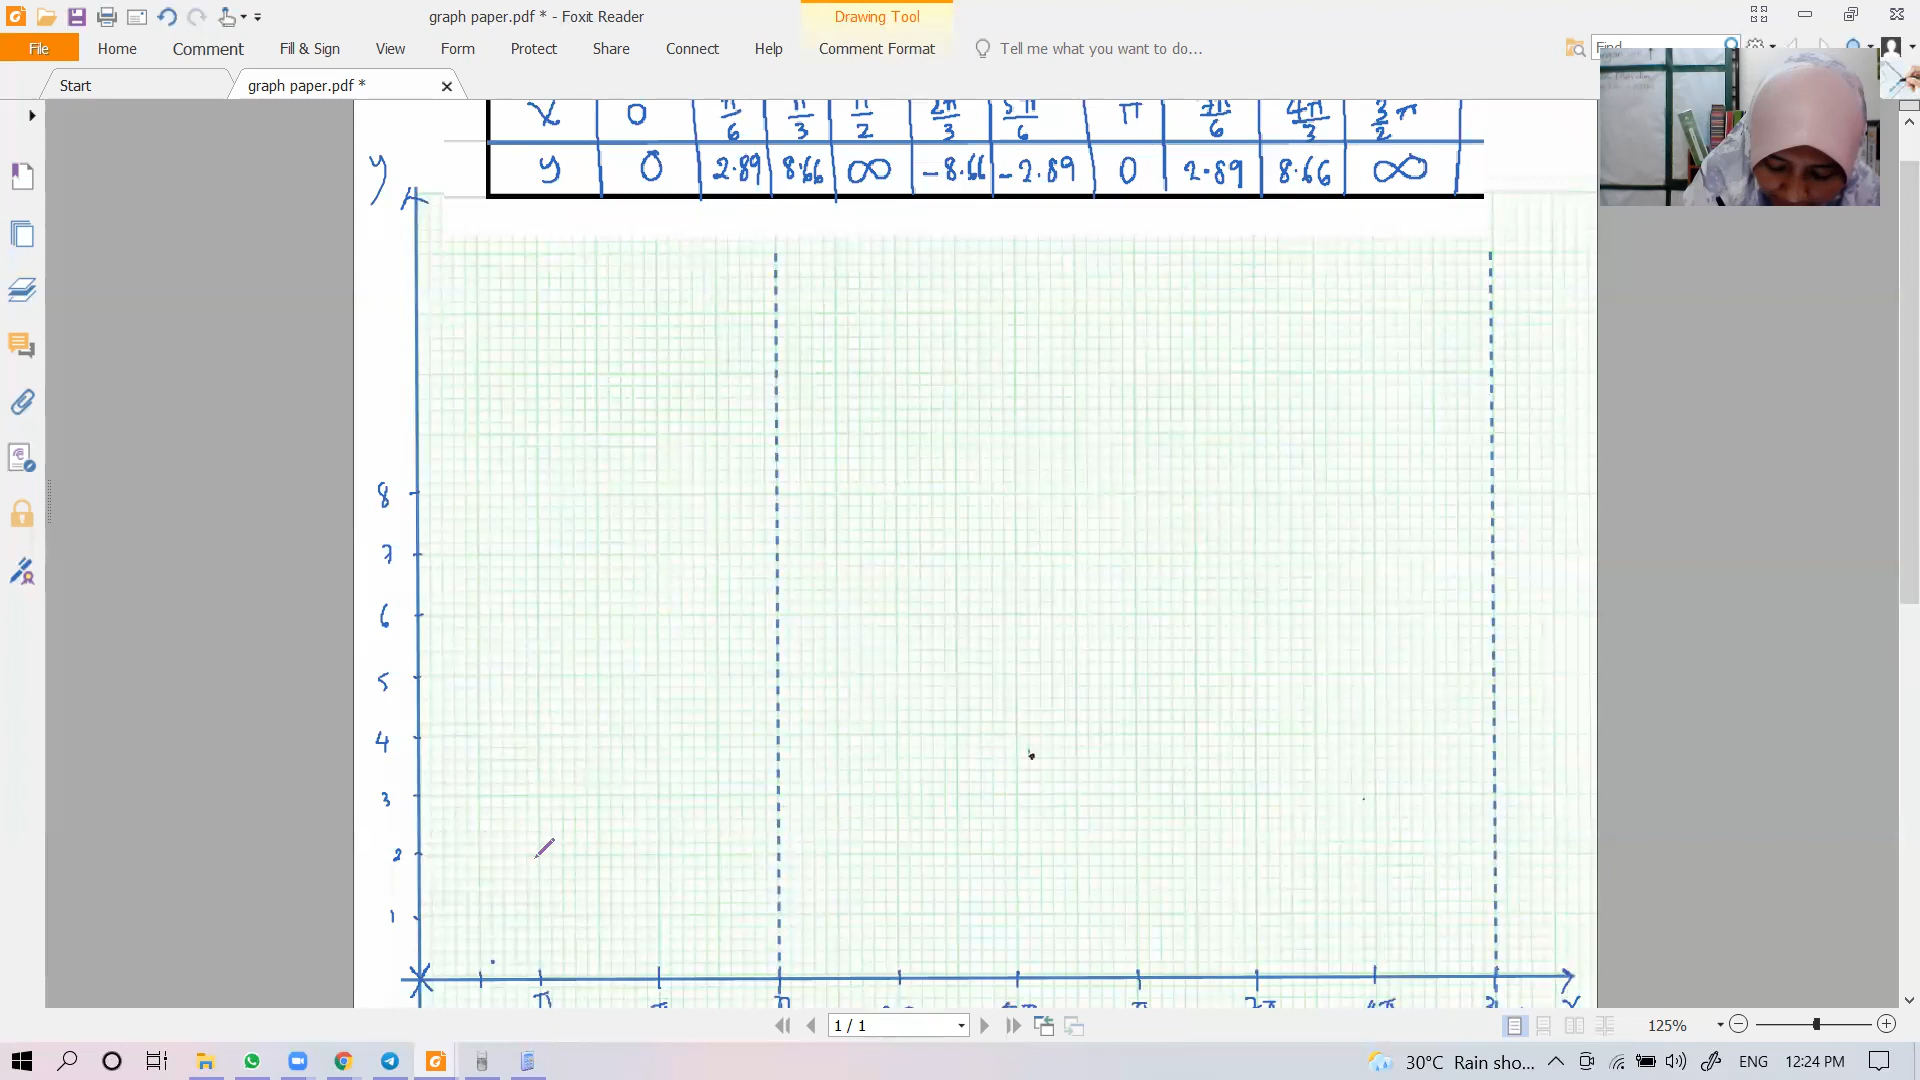 graph paper.pdf * - Foxit Reader
Drawing Tool
File Home Comment Fill & Sign View Form Protect Share Connect Help Comment Format Tell me what you want to do... Find
Start graph paper.pdf *
x 0 π/6 π/3 π/2 2π/3 5π/6 π 7π/6 4π/3 3/2 π
y 0 2.89 8.66 ∞ -8.66 -2.89 0 2.89 8.66 ∞
y
8
7
6
5
4
3
2
1
1 / 1 125%
30°C Rain sho... ENG 12:24 PM